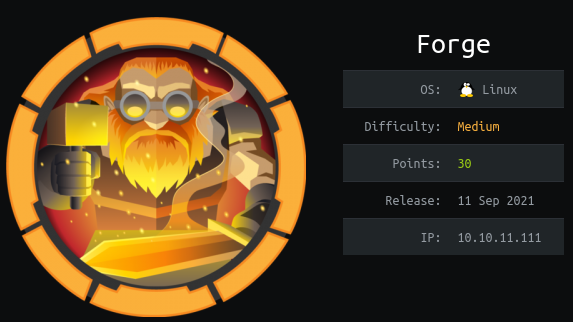 Forge
OS: Linux
Difficulty: Medium
Points: 30
Release: 11 Sep 2021
IP: 10.10.11.111